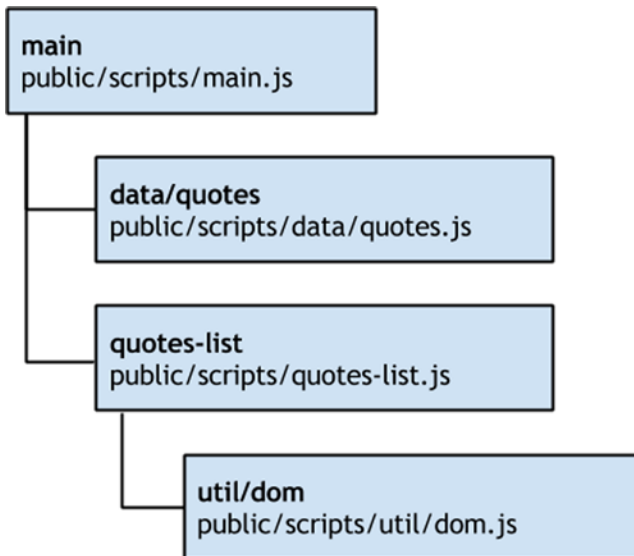 main
public/scripts/main.js
data/quotes
public/scripts/data/quotes.js
quotes-list
public/scripts/quotes-list.js
util/dom
public/scripts/util/dom.js